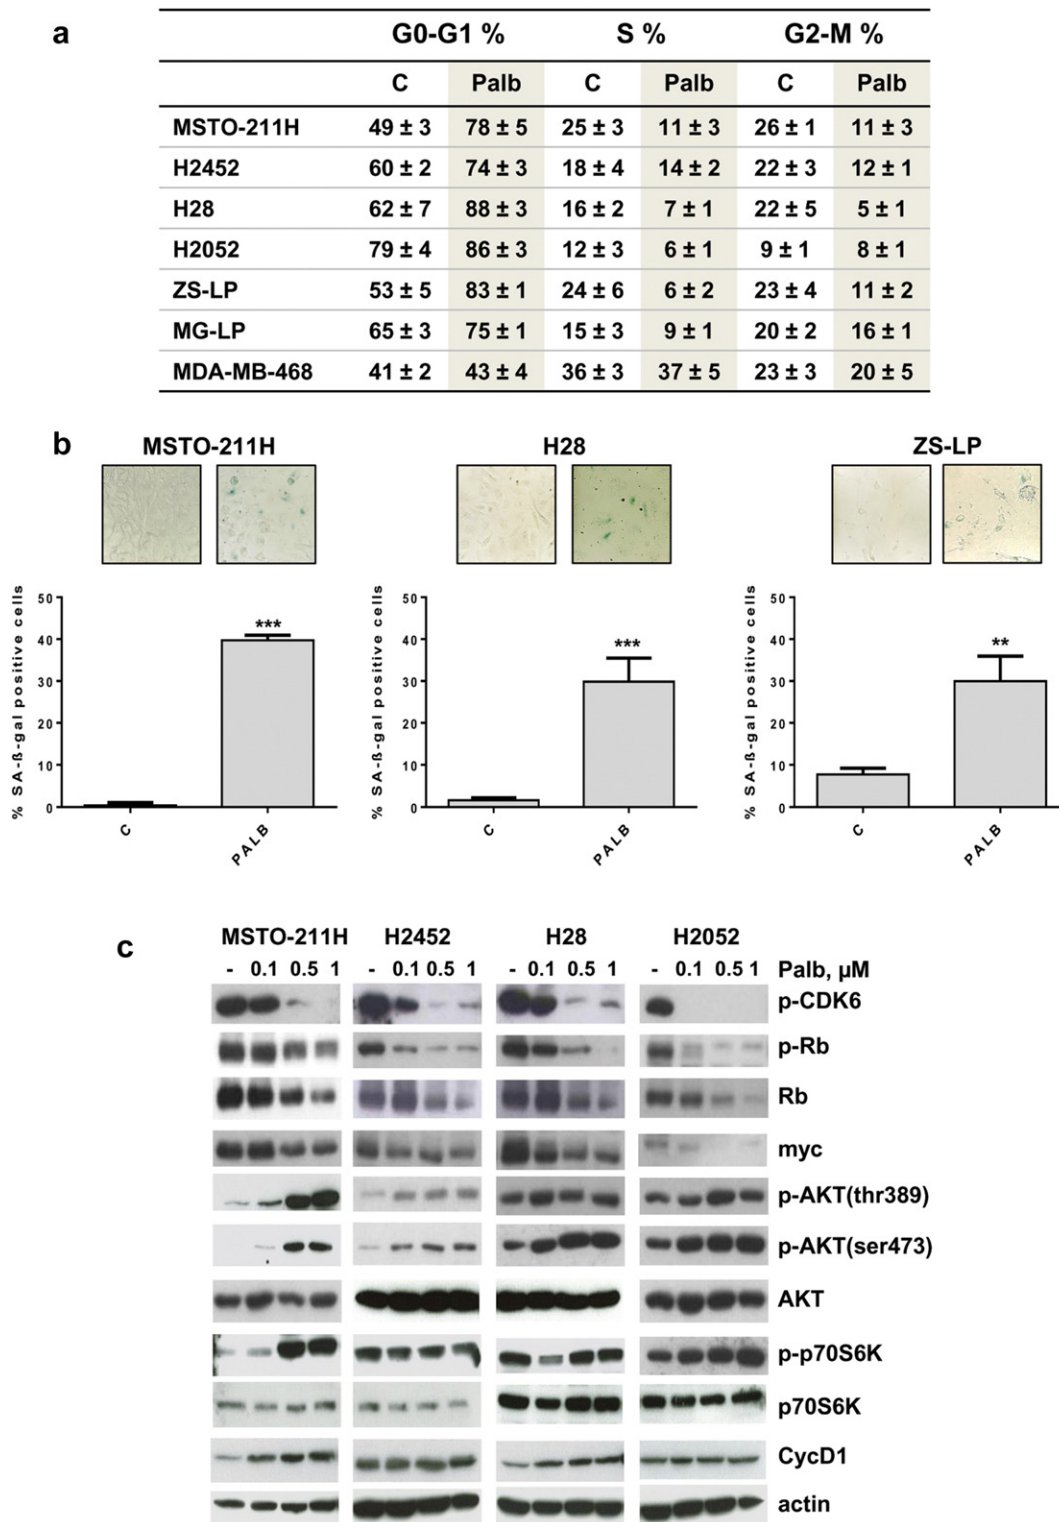 a
G0-G1 % S % G2-M %
C Palb C Palb C Palb
MSTO-211H 49 ± 3 78 ± 5 25 ± 3 11 ± 3 26 ± 1 11 ± 3
H2452 60 ± 2 74 ± 3 18 ± 4 14 ± 2 22 ± 3 12 ± 1
H28 62 ± 7 88 ± 3 16 ± 2 7 ± 1 22 ± 5 5 ± 1
H2052 79 ± 4 86 ± 3 12 ± 3 6 ± 1 9 ± 1 8 ± 1
ZS-LP 53 ± 5 83 ± 1 24 ± 6 6 ± 2 23 ± 4 11 ± 2
MG-LP 65 ± 3 75 ± 1 15 ± 3 9 ± 1 20 ± 2 16 ± 1
MDA-MB-468 41 ± 2 43 ± 4 36 ± 3 37 ± 5 23 ± 3 20 ± 5
b
MSTO-211H
% SA-ß-gal positive cells
50
40
30
20
10
0
***
C
PALB
H28
% SA-ß-gal positive cells
50
40
30
20
10
0
***
C
PALB
ZS-LP
% SA-ß-gal positive cells
50
40
30
20
10
0
**
C
PALB
c
MSTO-211H H2452 H28 H2052
- 0.1 0.5 1 - 0.1 0.5 1 - 0.1 0.5 1 - 0.1 0.5 1 Palb, µM
p-CDK6
p-Rb
Rb
myc
p-AKT(thr389)
p-AKT(ser473)
AKT
p-p70S6K
p70S6K
CycD1
actin